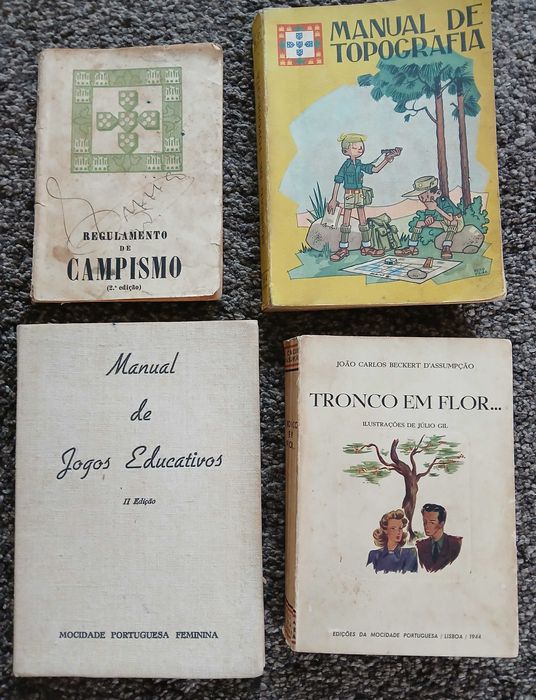 REGULAMENTO
DE
CAMPISMO
(2.ª edição)
MANUAL DE
TOPOGRAFIA
Manual
de
Jogos Educativos
II Edição
MOCIDADE PORTUGUESA FEMININA
JOÃO CARLOS BECKERT D'ASSUMPÇÃO
TRONCO EM FLOR...
ILUSTRAÇÕES DE JÚLIO GIL
EDIÇÕES DA MOCIDADE PORTUGUESA / LISBOA / 1944